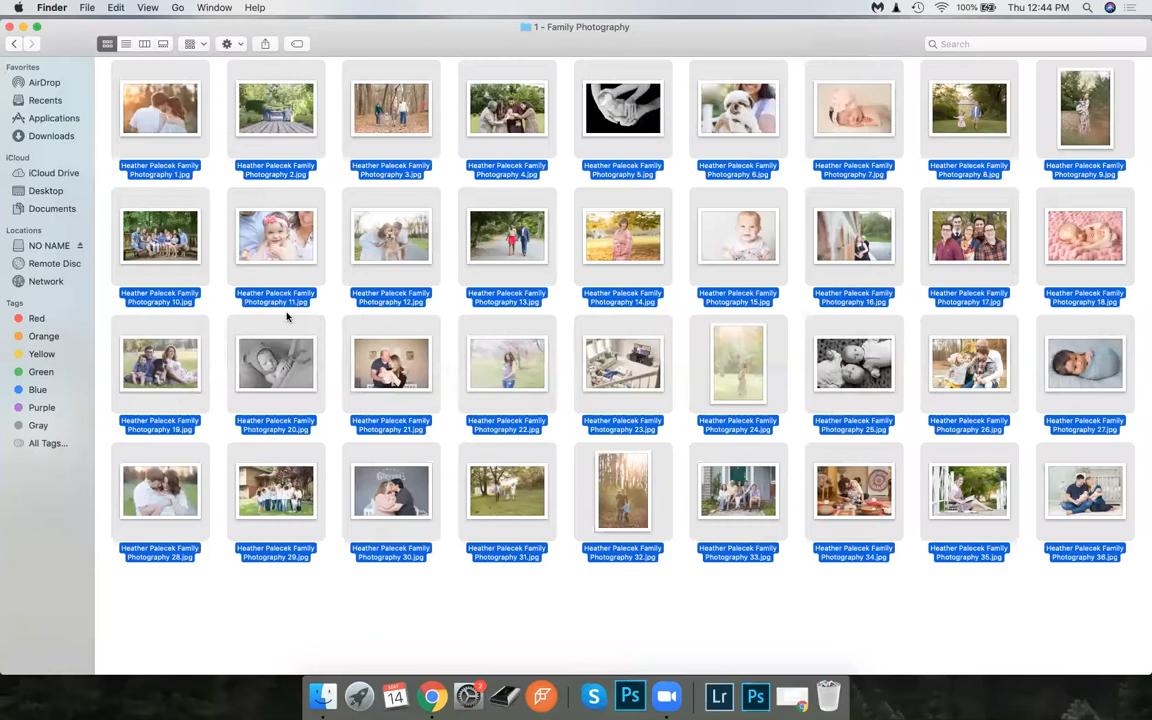 Finder File Edit View Go Window Help 100% Thu 12:44 PM
1 - Family Photography
Search
Favorites
AirDrop
Recents
Applications
Downloads
iCloud
iCloud Drive
Desktop
Documents
Locations
NO NAME
Remote Disc
Network
Tags
Red
Orange
Yellow
Green
Blue
Purple
Gray
All Tags...
Heather Palecek Family
Photography 1.jpg
Heather Palecek Family
Photography 2.jpg
Heather Palecek Family
Photography 3.jpg
Heather Palecek Family
Photography 4.jpg
Heather Palecek Family
Photography 5.jpg
Heather Palecek Family
Photography 6.jpg
Heather Palecek Family
Photography 7.jpg
Heather Palecek Family
Photography 8.jpg
Heather Palecek Family
Photography 9.jpg
Heather Palecek Family
Photography 10.jpg
Heather Palecek Family
Photography 11.jpg
Heather Palecek Family
Photography 12.jpg
Heather Palecek Family
Photography 13.jpg
Heather Palecek Family
Photography 14.jpg
Heather Palecek Family
Photography 15.jpg
Heather Palecek Family
Photography 16.jpg
Heather Palecek Family
Photography 17.jpg
Heather Palecek Family
Photography 18.jpg
Heather Palecek Family
Photography 19.jpg
Heather Palecek Family
Photography 20.jpg
Heather Palecek Family
Photography 21.jpg
Heather Palecek Family
Photography 22.jpg
Heather Palecek Family
Photography 23.jpg
Heather Palecek Family
Photography 24.jpg
Heather Palecek Family
Photography 25.jpg
Heather Palecek Family
Photography 26.jpg
Heather Palecek Family
Photography 27.jpg
Heather Palecek Family
Photography 28.jpg
Heather Palecek Family
Photography 29.jpg
Heather Palecek Family
Photography 30.jpg
Heather Palecek Family
Photography 31.jpg
Heather Palecek Family
Photography 32.jpg
Heather Palecek Family
Photography 33.jpg
Heather Palecek Family
Photography 34.jpg
Heather Palecek Family
Photography 35.jpg
Heather Palecek Family
Photography 36.jpg
MAY
14
2
S
Ps
Lr
Ps